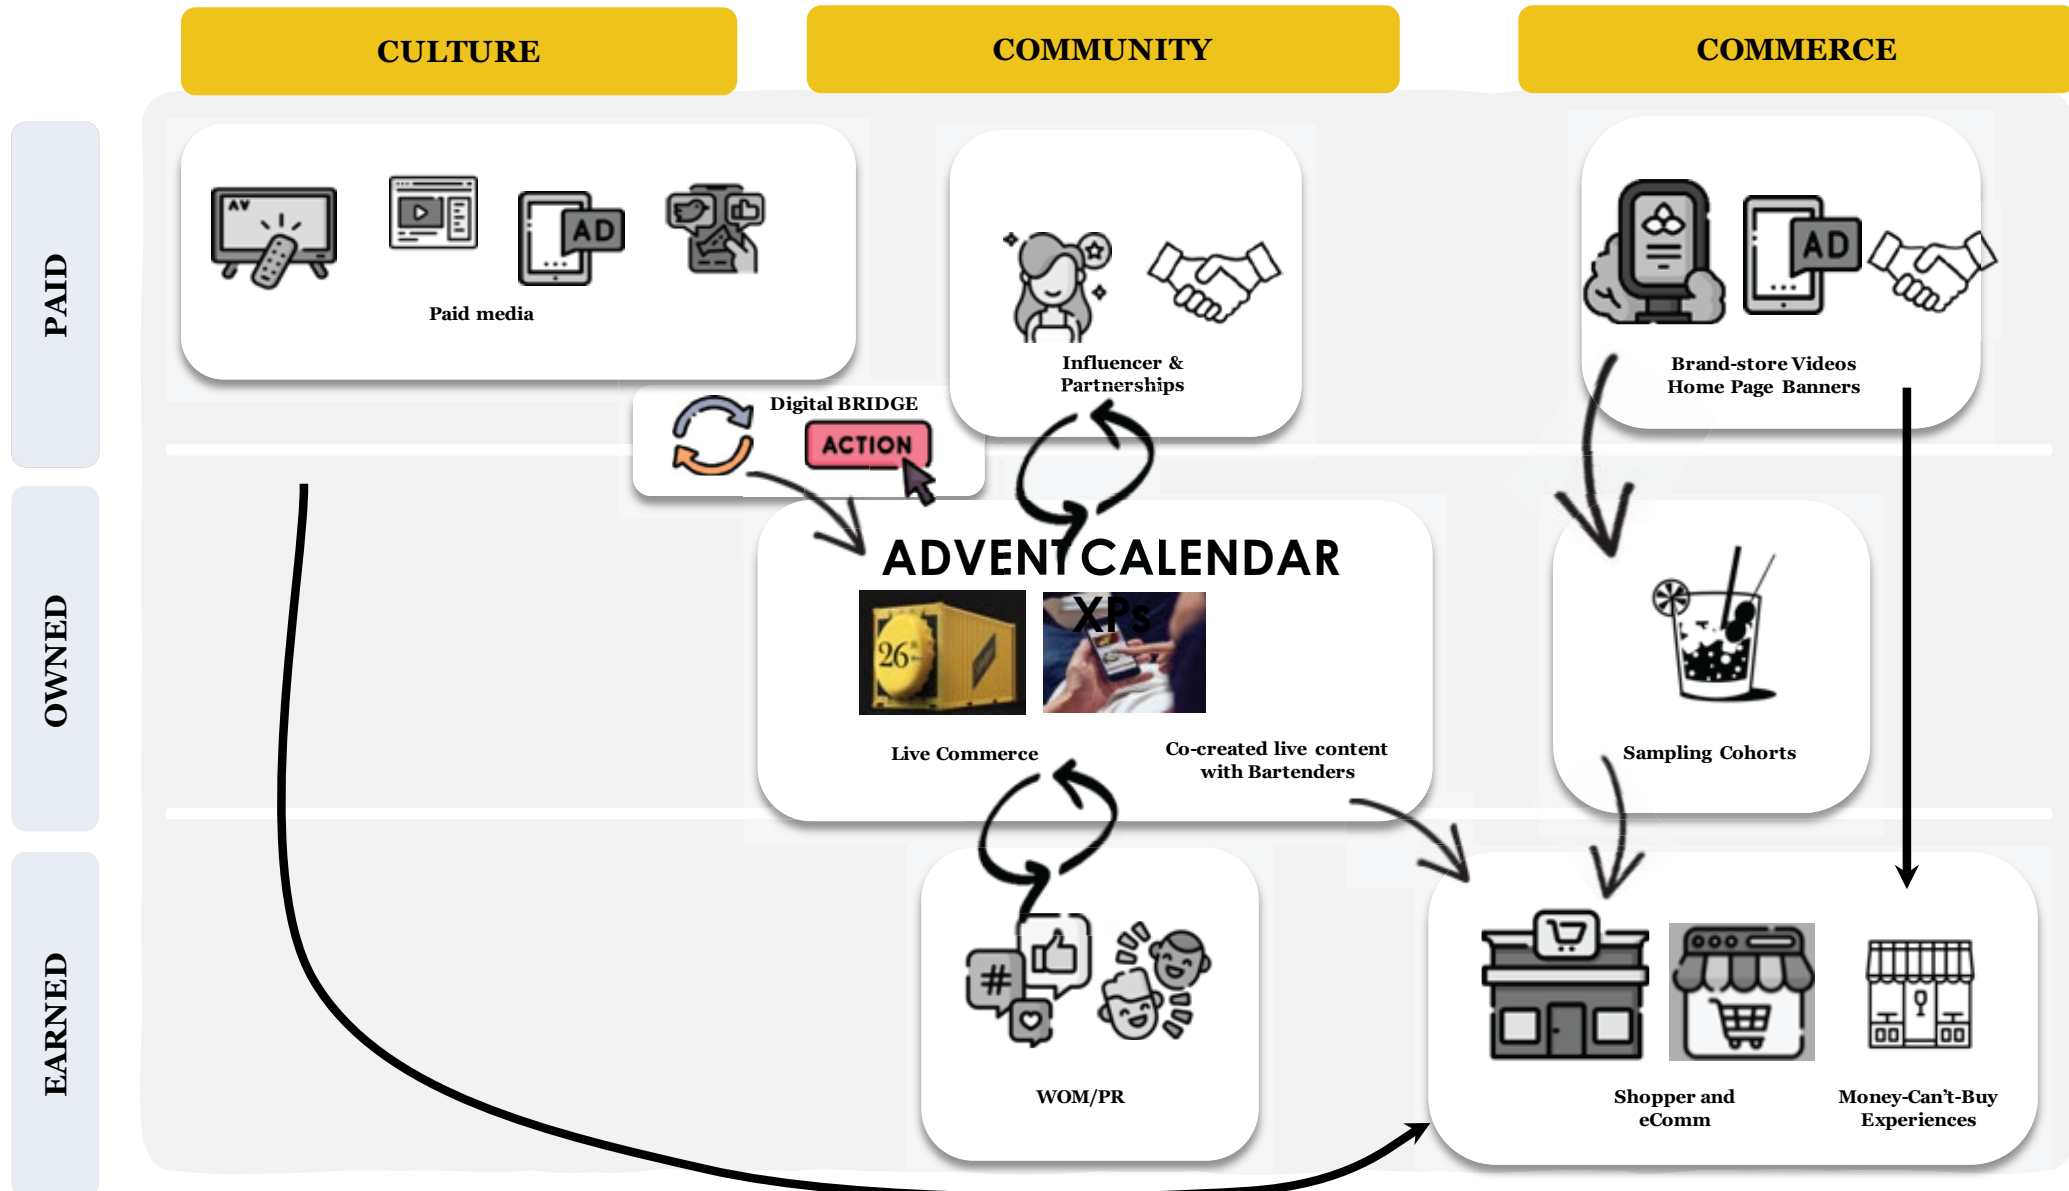 CULTURE
COMMUNITY
COMMERCE
PAID
AV
AD
Paid media
Influencer &
Partnerships
AD
Brand-store Videos
Home Page Banners
Digital BRIDGE
ACTION
OWNED
ADVENT CALENDAR
XPs
26
Live Commerce
Co-created live content
with Bartenders
Sampling Cohorts
EARNED
#
WOM/PR
Shopper and
eComm
Money-Can't-Buy
Experiences